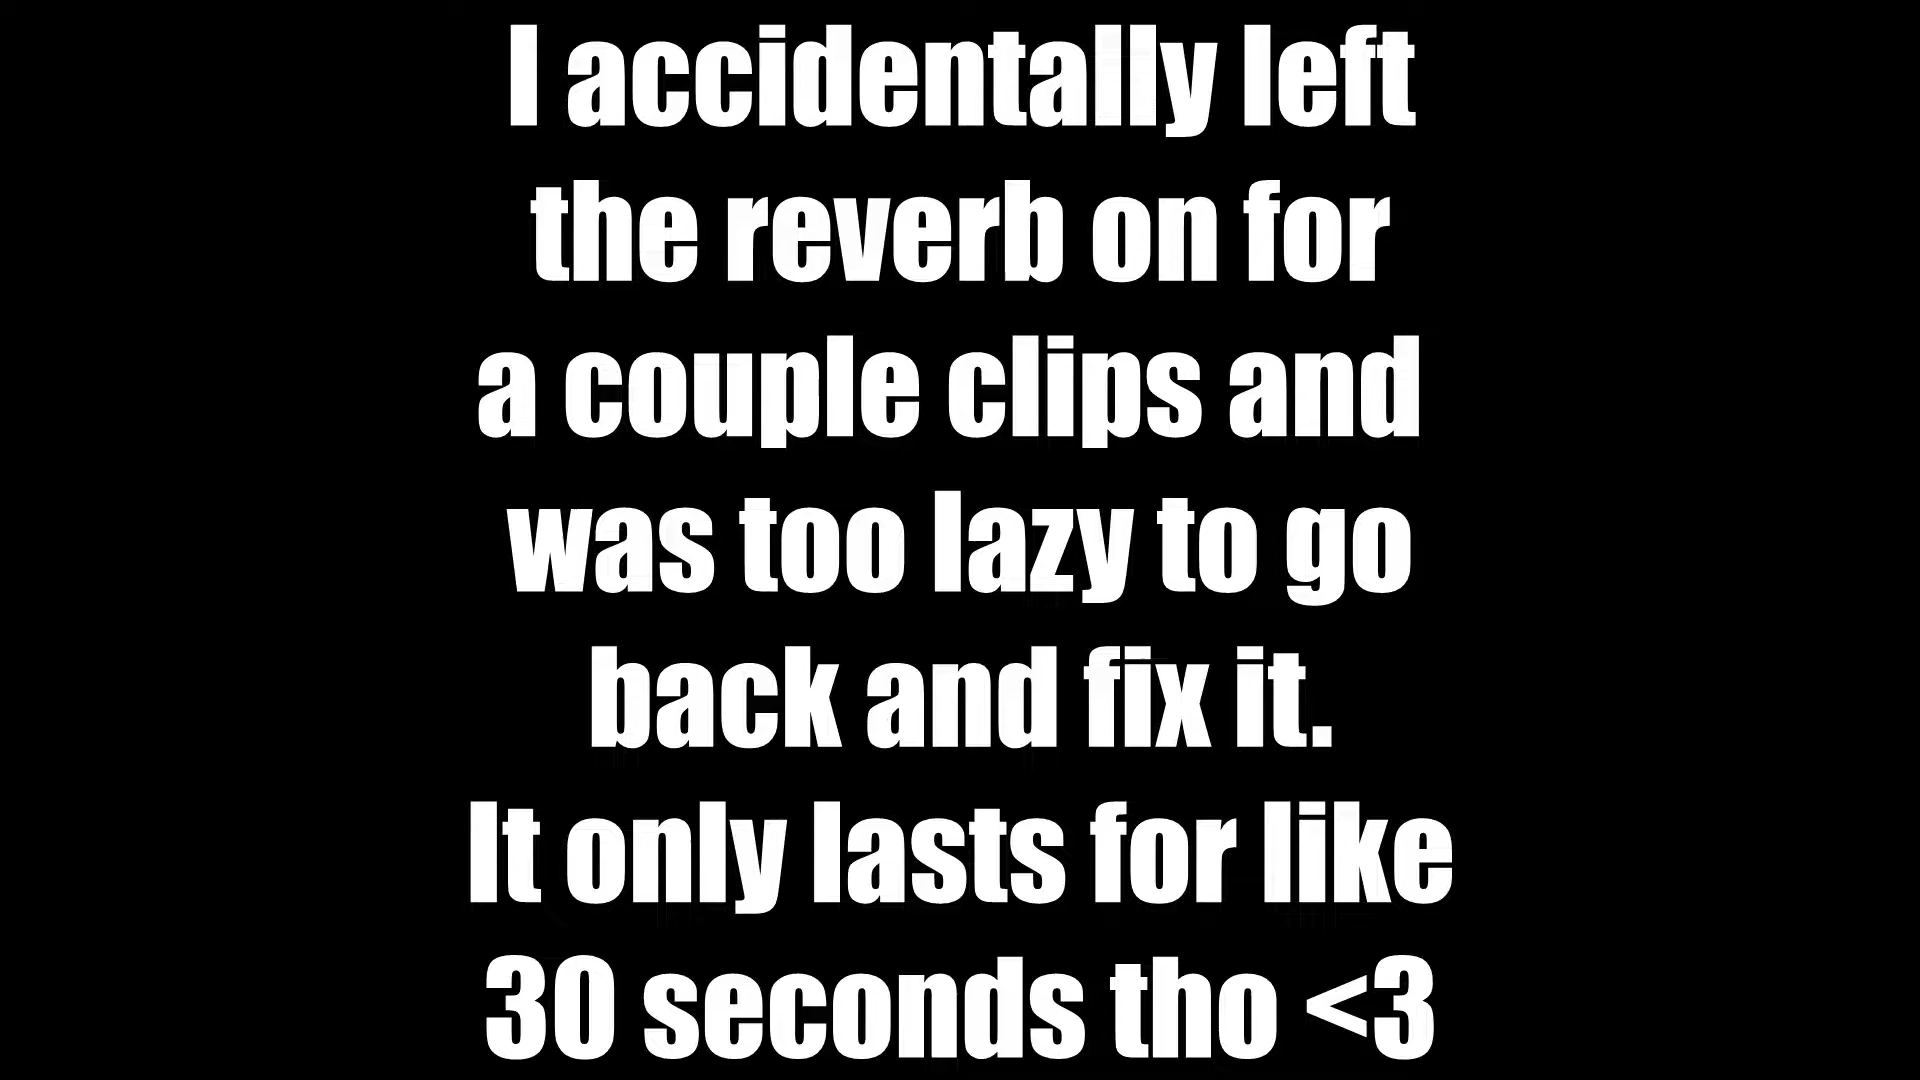 I accidentally left
the reverb on for
a couple clips and
was too lazy to go
back and fix it.
It only lasts for like
30 seconds tho <3